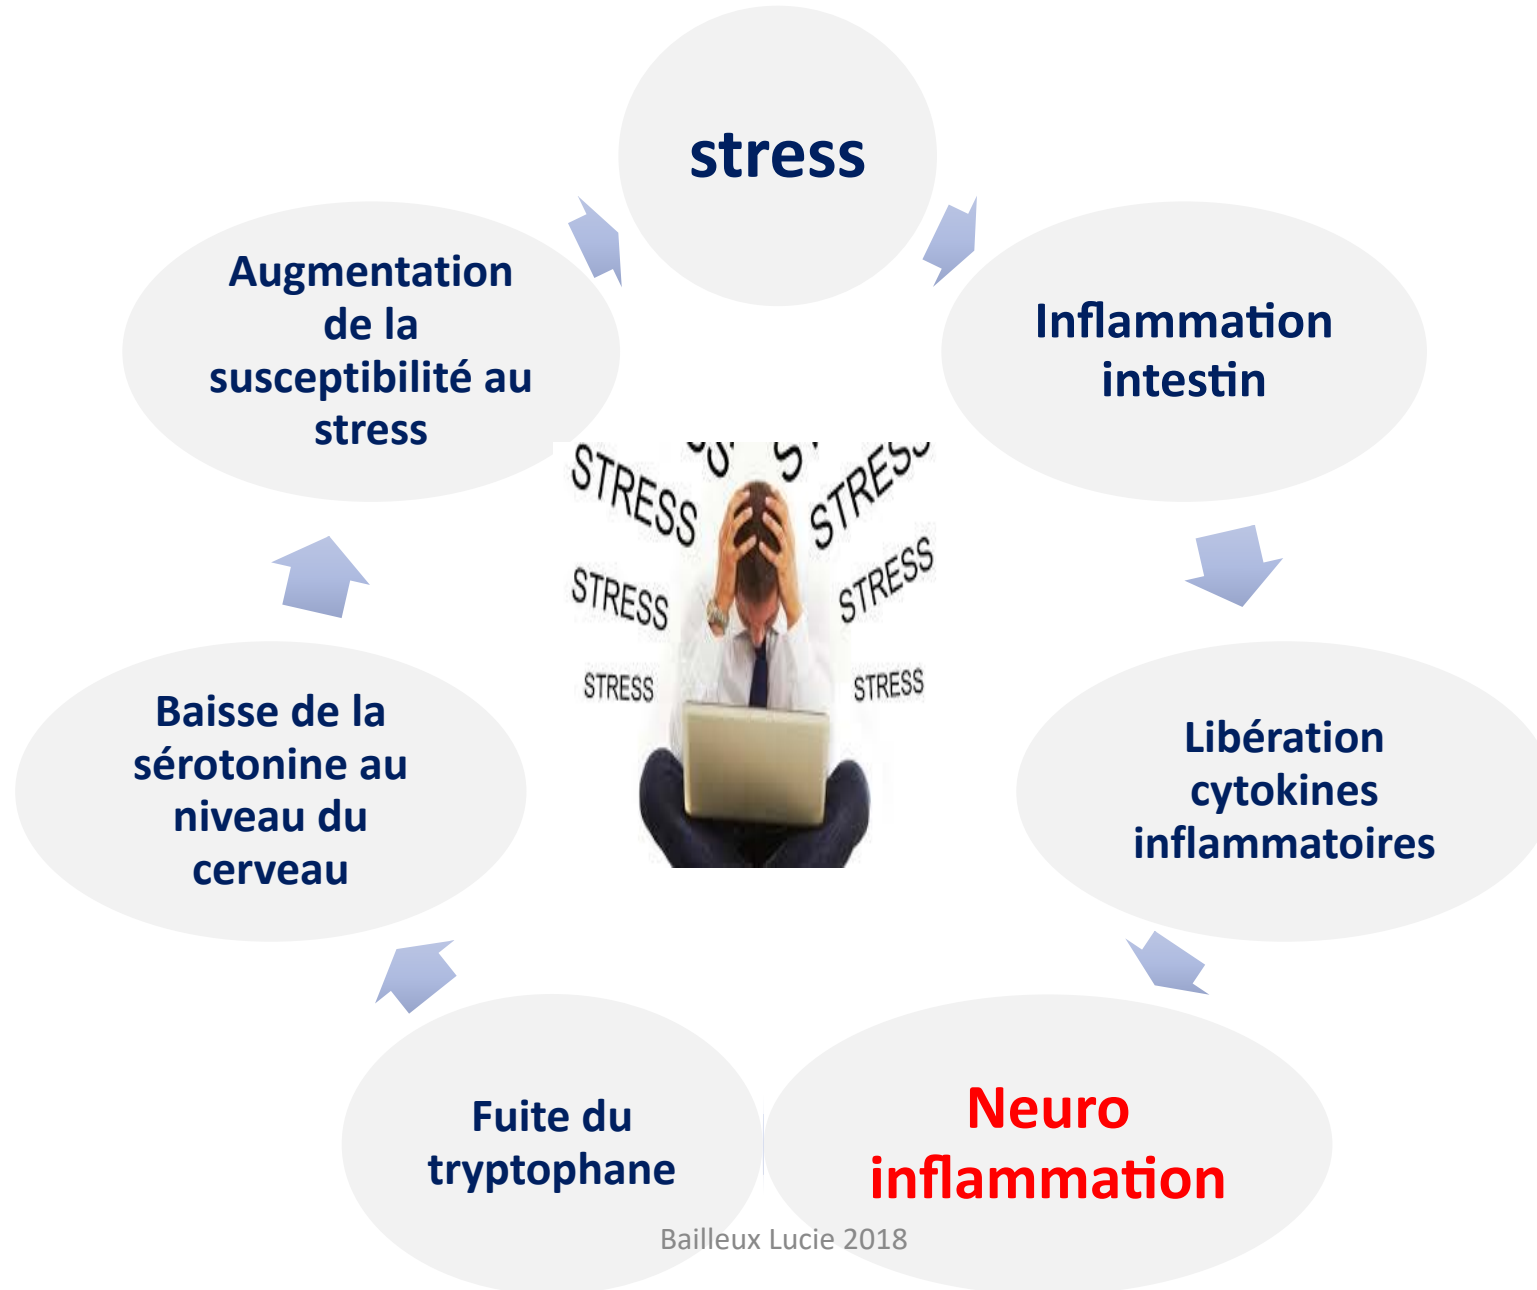 stress
Augmentation
de la
susceptibilité au
stress
Inflammation
intestin
STRESS
STRESS
STRESS
STRESS
STRESS
STRESS
Baisse de la
sérotonine au
niveau du
cerveau
Libération
cytokines
inflammatoires
Fuite du
tryptophane
Neuro
inflammation
Bailleux Lucie 2018